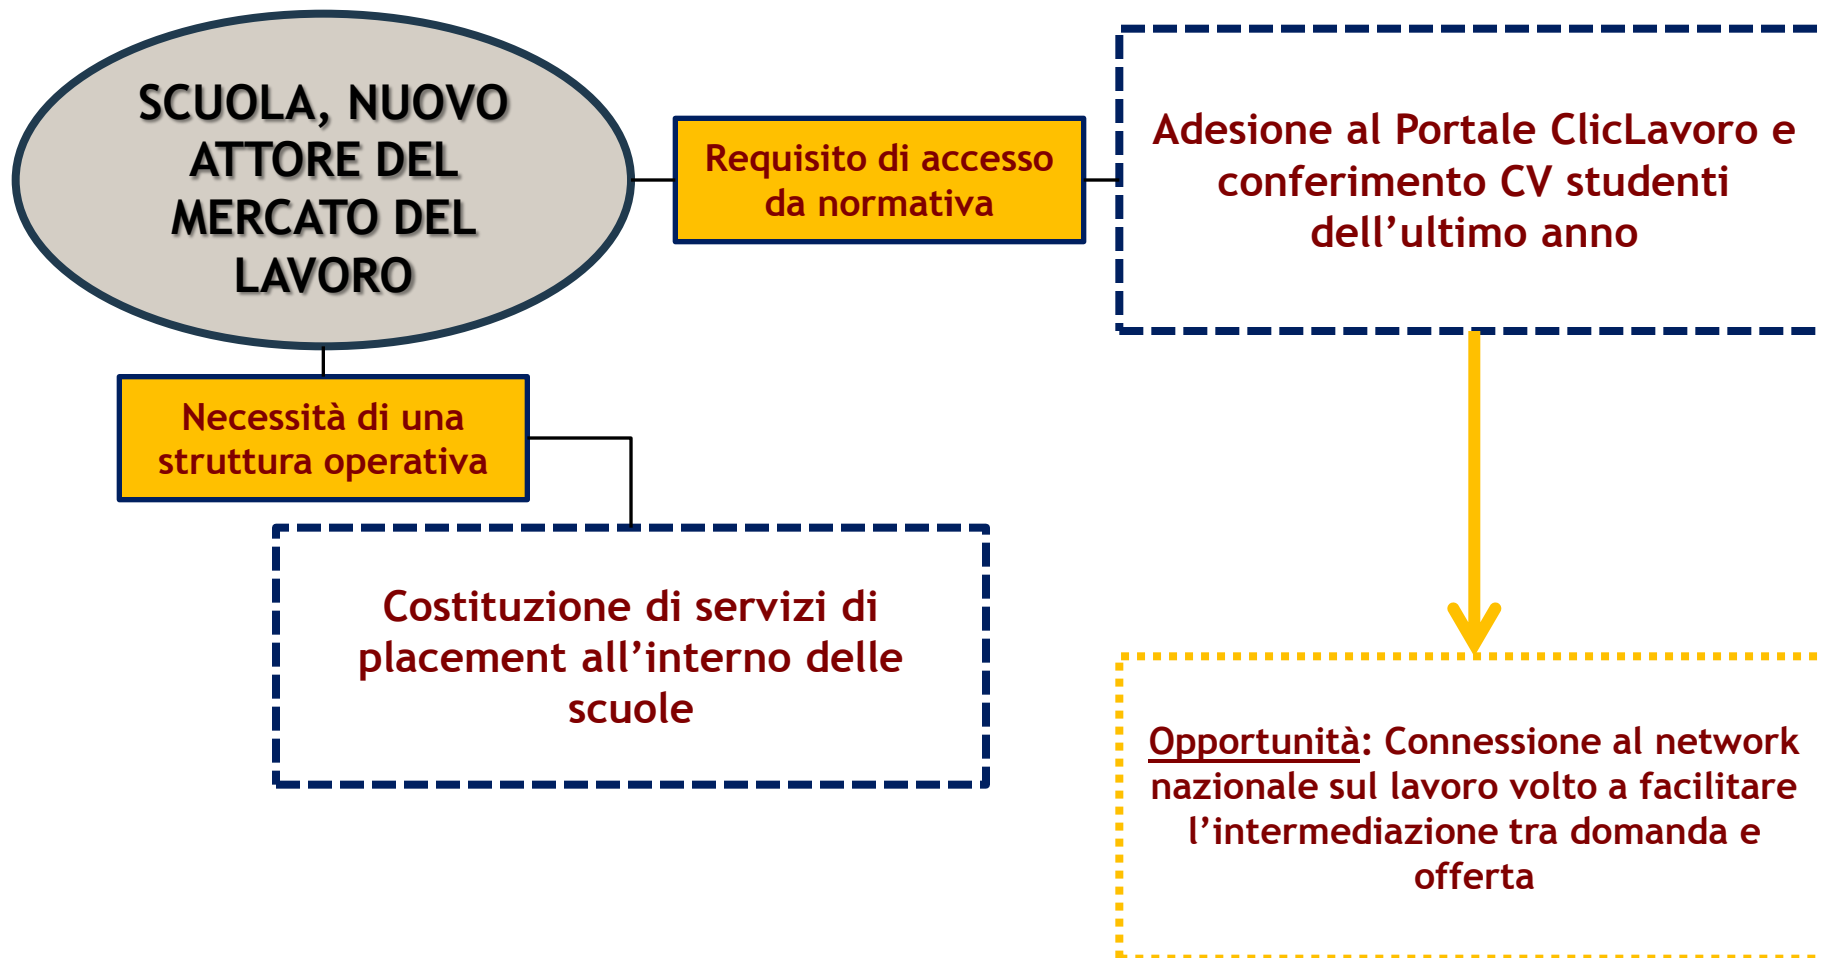 SCUOLA, NUOVO
ATTORE DEL
MERCATO DEL
LAVORO
Requisito di accesso
da normativa
Adesione al Portale ClicLavoro e
conferimento CV studenti
dell’ultimo anno
Necessità di una
struttura operativa
Costituzione di servizi di
placement all’interno delle
scuole
Opportunità: Connessione al network
nazionale sul lavoro volto a facilitare
l’intermediazione tra domanda e
offerta